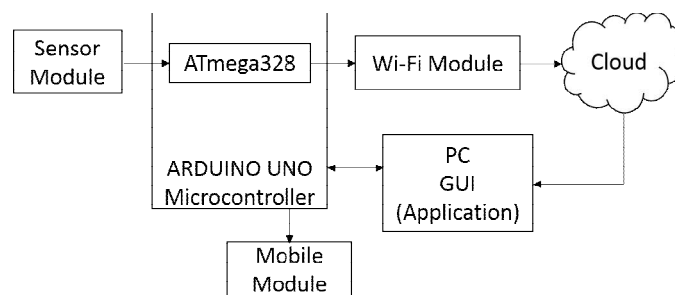 Sensor
Module
ATmega328
Wi-Fi Module
Cloud
ARDUINO UNO
Microcontroller
PC
GUI
(Application)
Mobile
Module